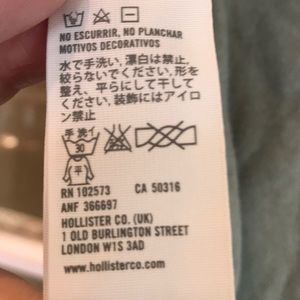 NO ESCURRIR, NO PLANCHAR
MOTIVOS DECORATIVOS
水で手洗い, 漂白は禁止,
絞らないでください, 形を
整え、平らにして干して
ください, 装飾にはアイロ
ン禁止
手洗イ
30
平
RN 102573 CA 50316
ANF 366697
HOLLISTER CO. (UK)
1 OLD BURLINGTON STREET
LONDON W1S 3AD
www.hollisterco.com